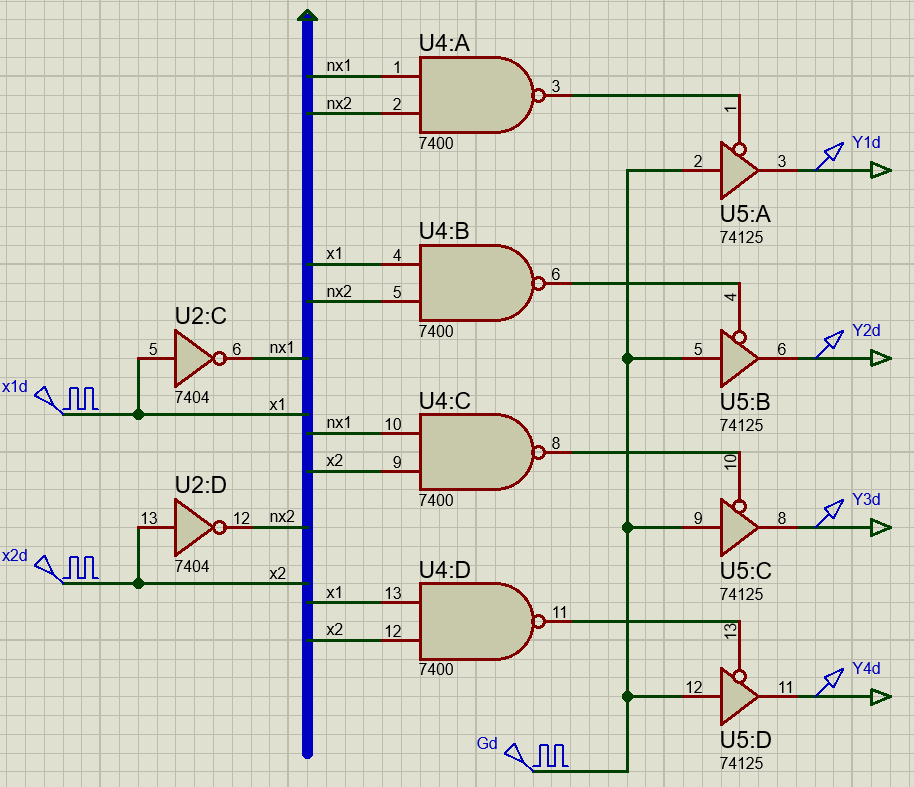 U4:A
nx1 1
nx2 2
3
7400
1
2 3
Y1d
U5:A
74125
U4:B
x1 4
nx2 5
6
7400
4
5 6
Y2d
U5:B
74125
U2:C
5 6 nx1
7404
x1d
x1
U4:C
nx1 10
x2 9
8
7400
10
9 8
Y3d
U5:C
74125
U2:D
13 12 nx2
7404
x2d
x2
U4:D
x1 13
x2 12
11
7400
13
12 11
Y4d
U5:D
74125
Gd